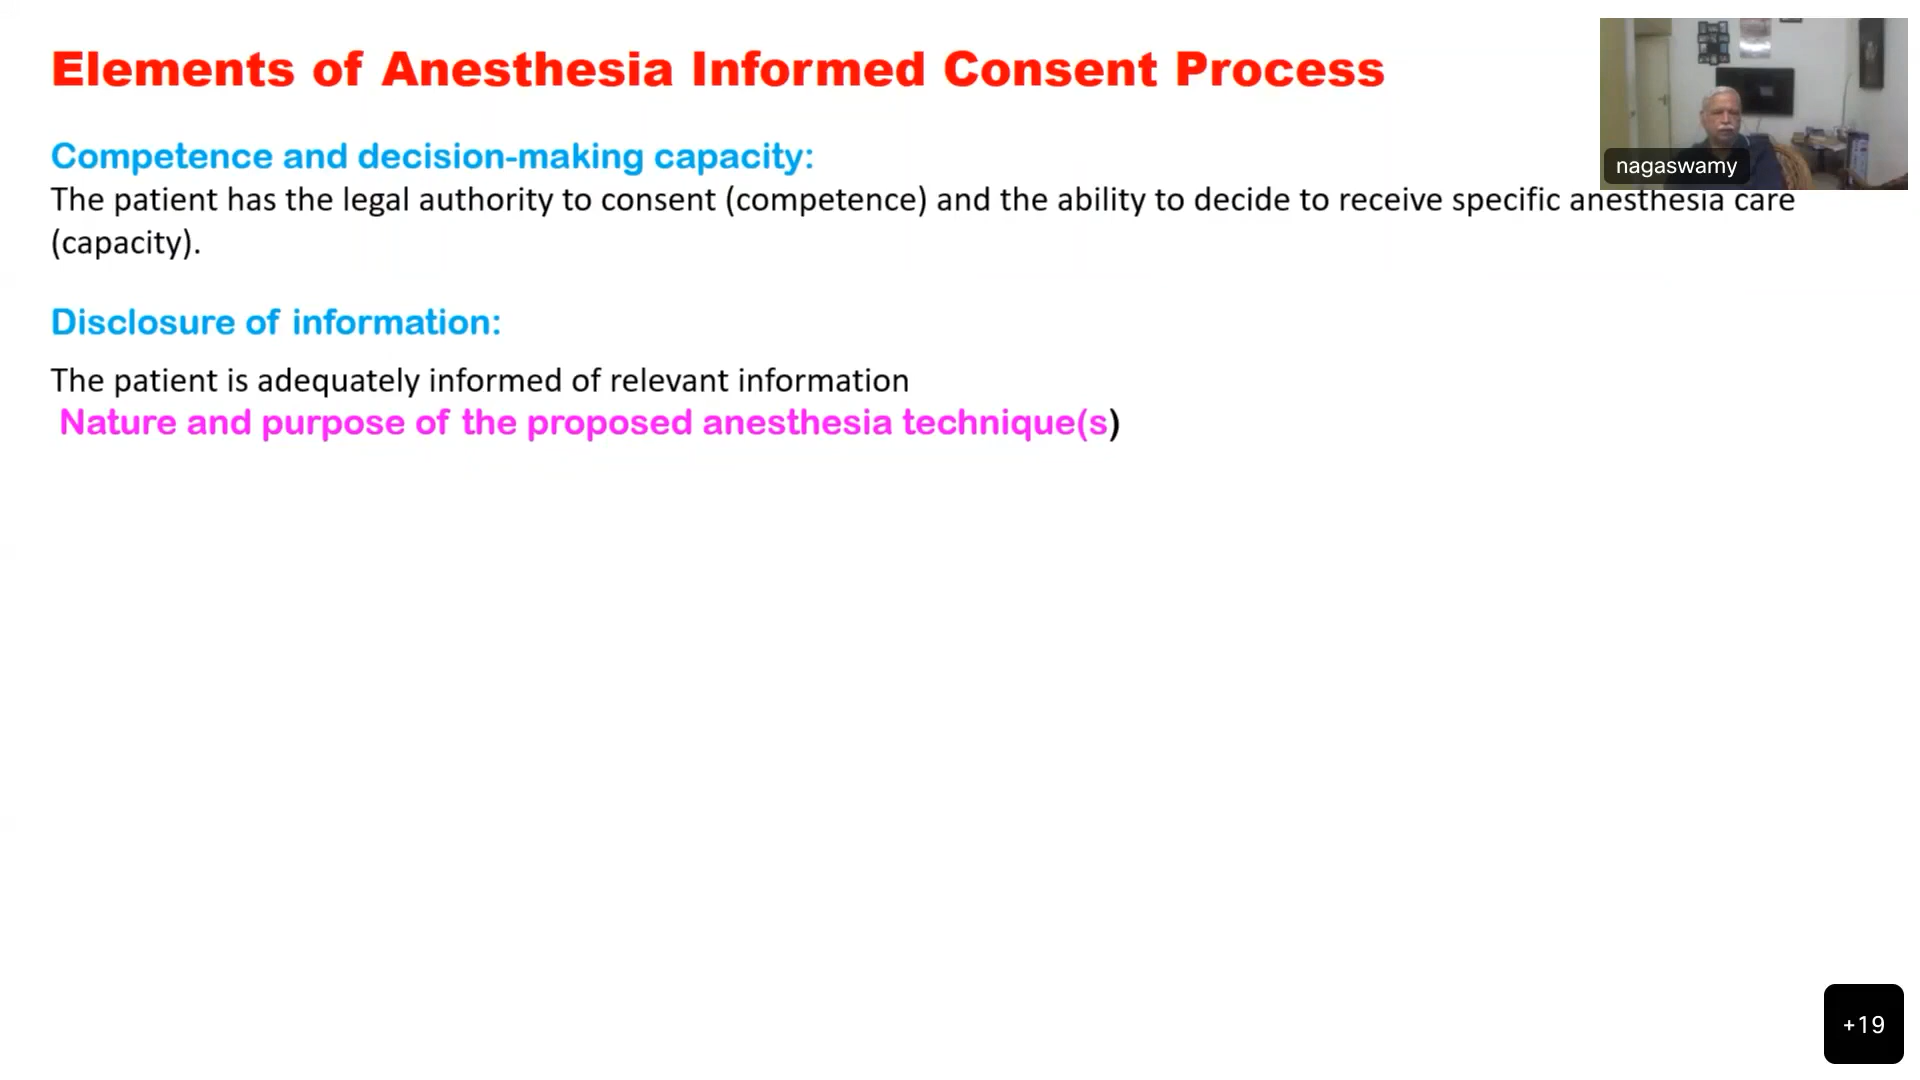 Elements of Anesthesia Informed Consent Process
Competence and decision-making capacity:
The patient has the legal authority to consent (competence) and the ability to decide to receive specific anesthesia care
(capacity).
Disclosure of information:
The patient is adequately informed of relevant information
Nature and purpose of the proposed anesthesia technique(s)
nagaswamy
+19